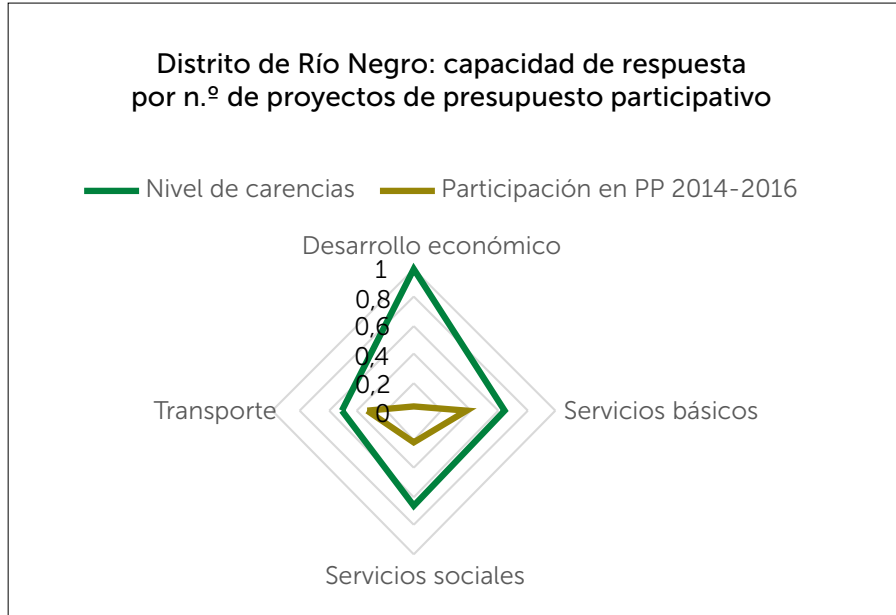 Distrito de Río Negro: capacidad de respuesta
por n.º de proyectos de presupuesto participativo
Nivel de carencias
Participación en PP 2014-2016
Desarrollo económico
1
0,8
0,6
0,4
0,2
0
Transporte
Servicios básicos
Servicios sociales